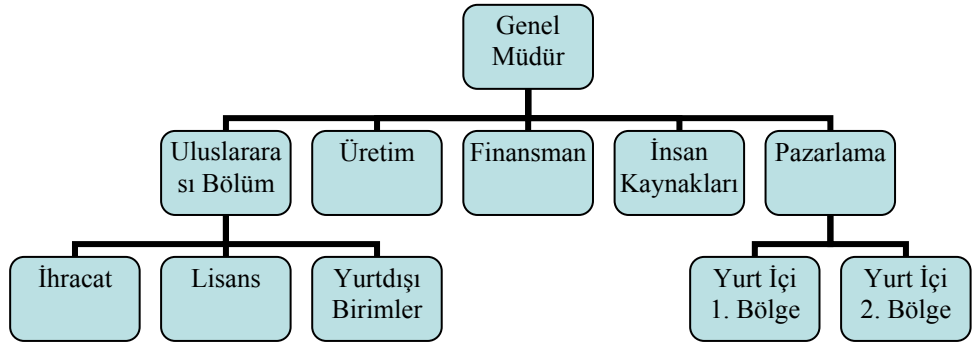 Genel
Müdür
Uluslarara
sı Bölüm
Üretim
Finansman
İnsan
Kaynakları
Pazarlama
İhracat
Lisans
Yurtdışı
Birimler
Yurt İçi
1. Bölge
Yurt İçi
2. Bölge